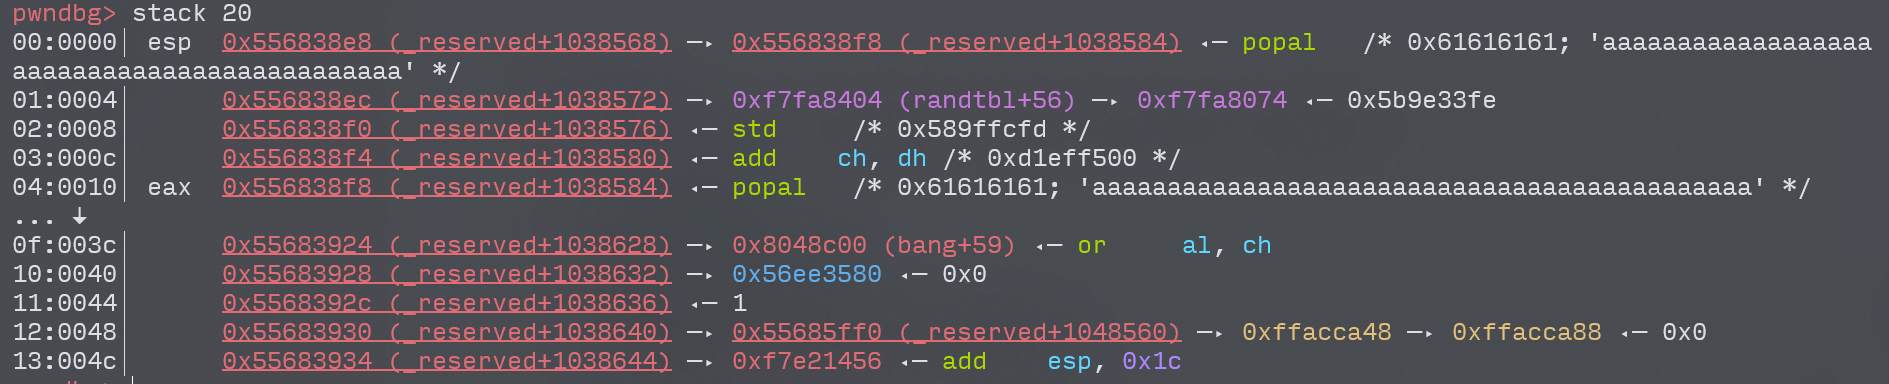 pwndbg> stack 20
00:0000│ esp 0x556838e8 (_reserved+1038568) —▸ 0x556838f8 (_reserved+1038584) ◂— popal /* 0x61616161; 'aaaaaaaaaaaaaaaaaa
aaaaaaaaaaaaaaaaaaaaaaaaaa' */
01:0004│ 0x556838ec (_reserved+1038572) —▸ 0xf7fa8404 (randtbl+56) —▸ 0xf7fa8074 ◂— 0x5b9e33fe
02:0008│ 0x556838f0 (_reserved+1038576) ◂— std /* 0x589ffcfd */
03:000c│ 0x556838f4 (_reserved+1038580) ◂— add ch, dh /* 0xd1eff500 */
04:0010│ eax 0x556838f8 (_reserved+1038584) ◂— popal /* 0x61616161; 'aaaaaaaaaaaaaaaaaaaaaaaaaaaaaaaaaaaaaaaaaaaa' */
... ↓
0f:003c│ 0x55683924 (_reserved+1038628) —▸ 0x8048c00 (bang+59) ◂— or al, ch
10:0040│ 0x55683928 (_reserved+1038632) —▸ 0x56ee3580 ◂— 0x0
11:0044│ 0x5568392c (_reserved+1038636) ◂— 1
12:0048│ 0x55683930 (_reserved+1038640) —▸ 0x55685ff0 (_reserved+1048560) —▸ 0xffacca48 —▸ 0xffacca88 ◂— 0x0
13:004c│ 0x55683934 (_reserved+1038644) —▸ 0xf7e21456 ◂— add esp, 0x1c